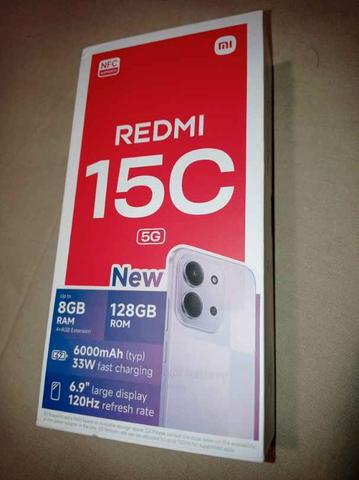 NFC
mi
REDMI
15C
5G
New
Up to
8GB
RAM
4+4GB Extension
128GB
ROM
6000mAh (typ)
33W fast charging
6.9" large display
120Hz refresh rate